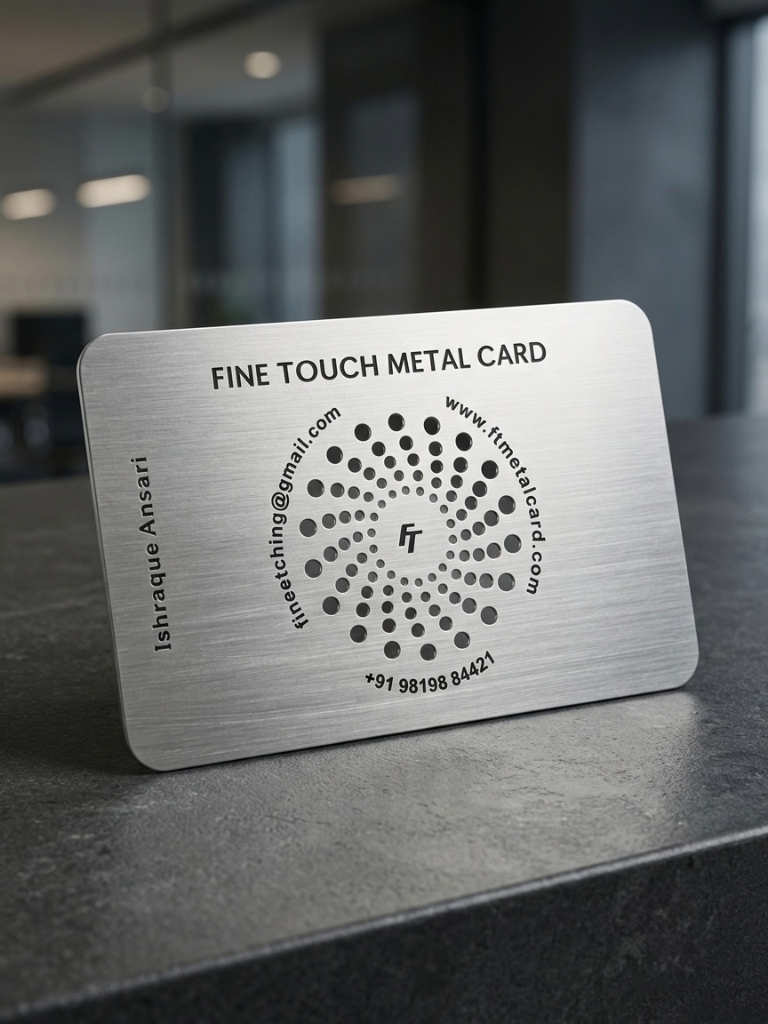 FINE TOUCH METAL CARD
Ishraque Ansari
fineetching@gmail.com
www.ftmetalcard.com
FT
+91 98198 84421